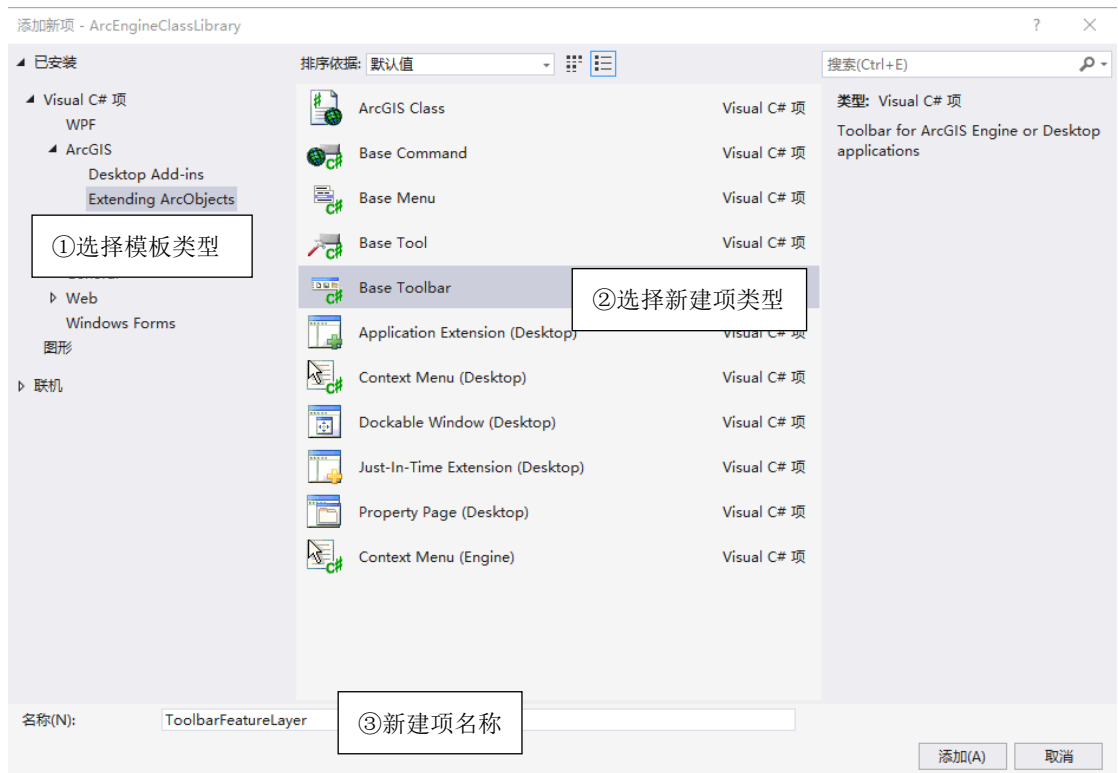 添加新项 - ArcEngineClassLibrary
? ×
已安装
排序依据: 默认值
搜索(Ctrl+E)
Visual C# 项
WPF
ArcGIS
Desktop Add-ins
Extending ArcObjects
①选择模板类型
Web
Windows Forms
图形
联机
ArcGIS Class Visual C# 项
Base Command Visual C# 项
Base Menu Visual C# 项
Base Tool Visual C# 项
Base Toolbar
②选择新建项类型
Application Extension (Desktop) Visual C# 项
Context Menu (Desktop) Visual C# 项
Dockable Window (Desktop) Visual C# 项
Just-In-Time Extension (Desktop) Visual C# 项
Property Page (Desktop) Visual C# 项
Context Menu (Engine) Visual C# 项
类型: Visual C# 项
Toolbar for ArcGIS Engine or Desktop
applications
名称(N): ToolbarFeatureLayer
③新建项名称
添加(A) 取消